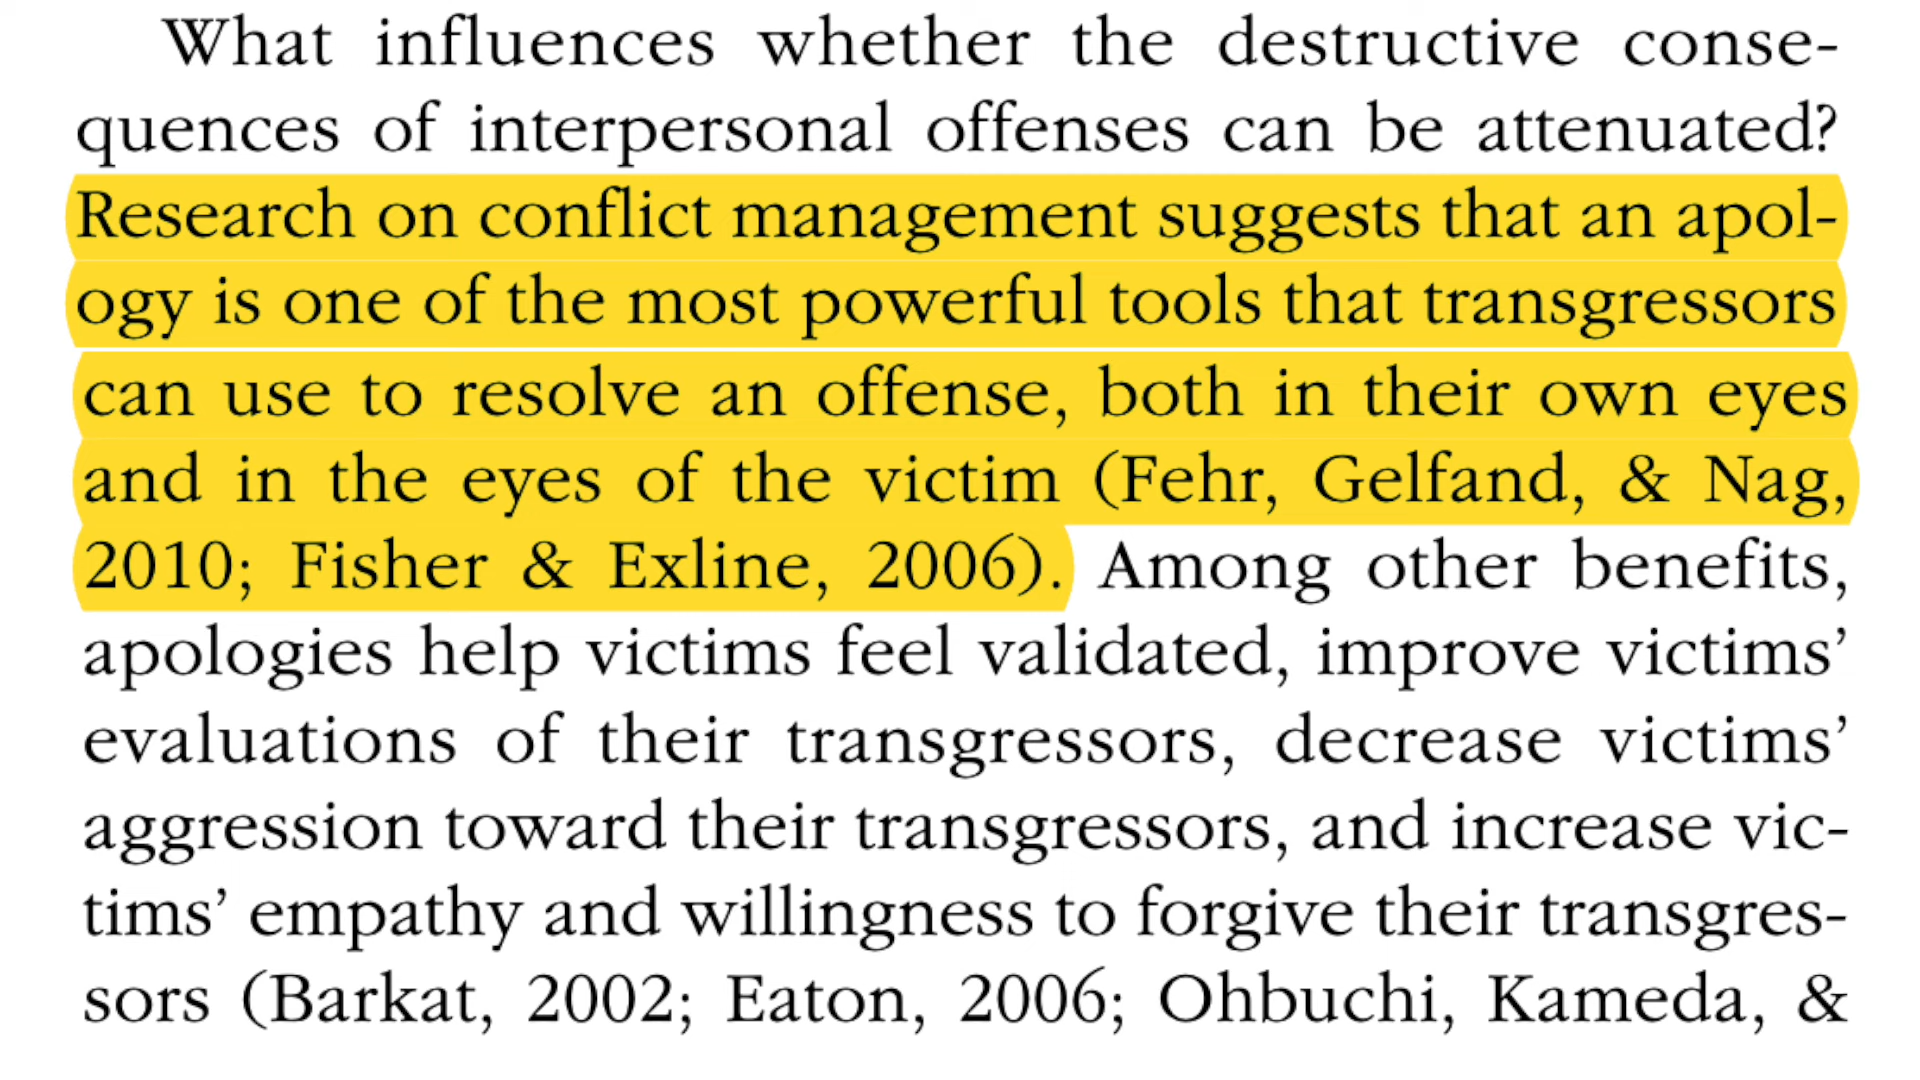 What influences whether the destructive conse-
quences of interpersonal offenses can be attenuated?
Research on conflict management suggests that an apol-
ogy is one of the most powerful tools that transgressors
can use to resolve an offense, both in their own eyes
and in the eyes of the victim (Fehr, Gelfand, & Nag,
2010; Fisher & Exline, 2006). Among other benefits,
apologies help victims feel validated, improve victims’
evaluations of their transgressors, decrease victims’
aggression toward their transgressors, and increase vic-
tims’ empathy and willingness to forgive their transgres-
sors (Barkat, 2002; Eaton, 2006; Ohbuchi, Kameda, &